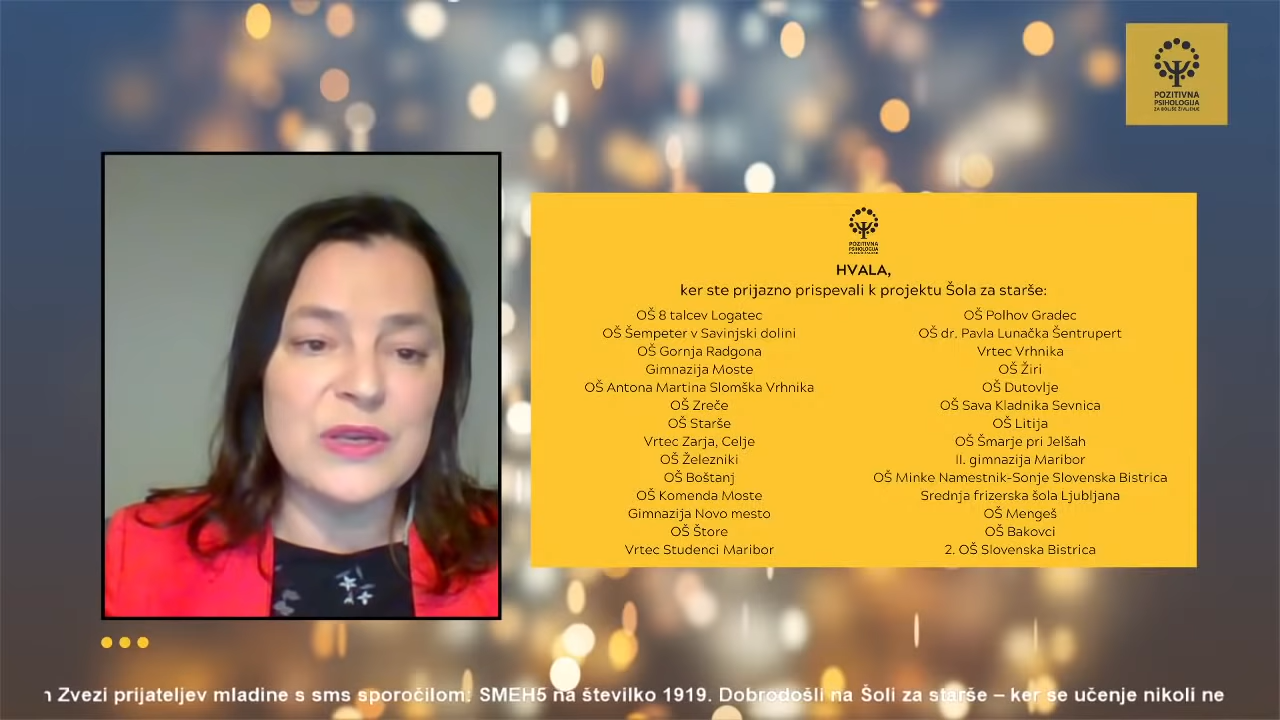 POZITIVNA
PSIHOLOGIJA
ZA BOLJŠE ŽIVLJENJE
POZITIVNA
PSIHOLOGIJA
HVALA,
ker ste prijazno prispevali k projektu Šola za starše:
OŠ 8 talcev Logatec
OŠ Šempeter v Savinjski dolini
OŠ Gornja Radgona
Gimnazija Moste
OŠ Antona Martina Slomška Vrhnika
OŠ Zreče
OŠ Starše
Vrtec Zarja, Celje
OŠ Železniki
OŠ Boštanj
OŠ Komenda Moste
Gimnazija Novo mesto
OŠ Štore
Vrtec Studenci Maribor
OŠ Polhov Gradec
OŠ dr. Pavla Lunačka Šentrupert
Vrtec Vrhnika
OŠ Žiri
OŠ Dutovlje
OŠ Sava Kladnika Sevnica
OŠ Litija
OŠ Šmarje pri Jelšah
II. gimnazija Maribor
OŠ Minke Namestnik-Sonje Slovenska Bistrica
Srednja frizerska šola Ljubljana
OŠ Mengeš
OŠ Bakovci
2. OŠ Slovenska Bistrica
Zvezi prijateljev mladine s sms sporočilom: SMEH5 na številko 1919. Dobrodošli na Šoli za starše – ker se učenje nikoli ne